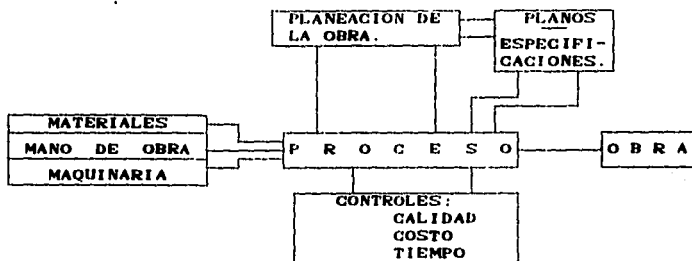 PLANEACION DE
LA OBRA.
PLANOS
ESPECIFI-
CACIONES.
MATERIALES
MANO DE OBRA
MAQUINARIA
P R O C E S O
O B R A
CONTROLES:
CALIDAD
COSTO
TIEMPO